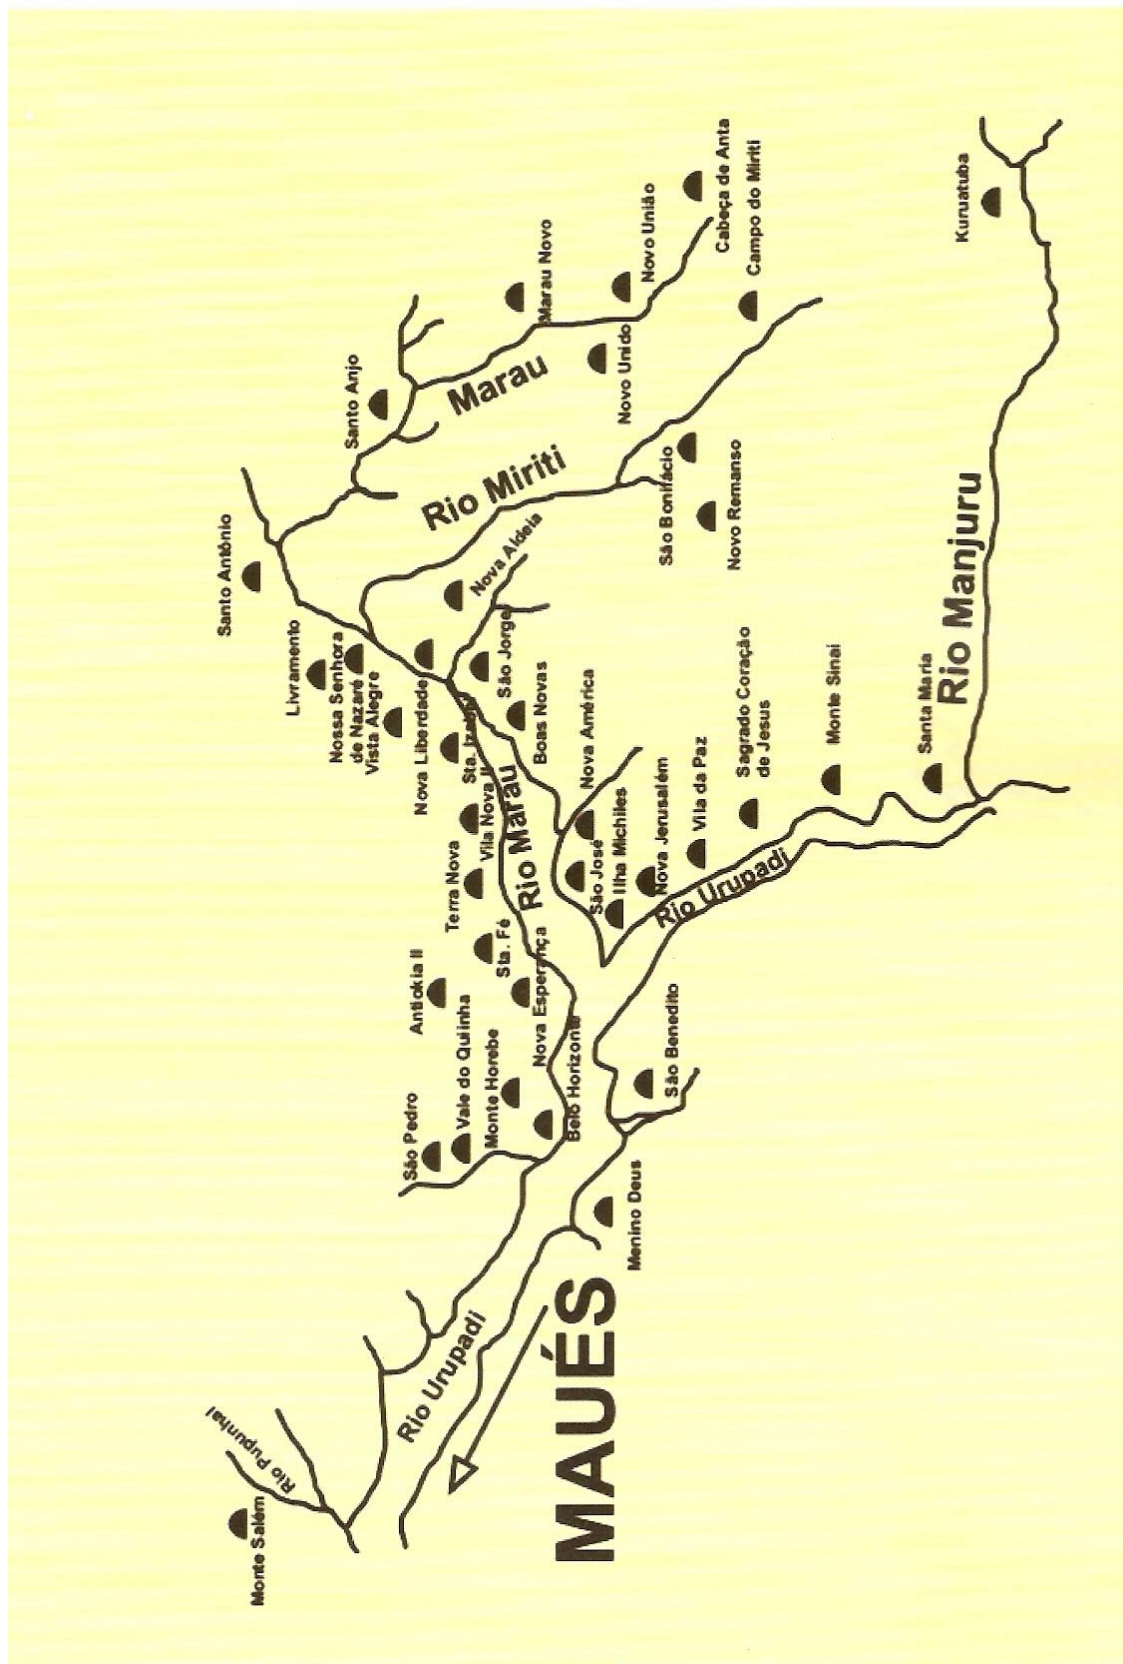 Rio Pupunhal
Santo Antônio
Monte Salém
Livramento
Nossa Senhora
de Nazaré
Santo Anjo
Vista Alegre
São Pedro
Antiokia II
Nova Liberdade
Rio Urupadi
Terra Nova
Vale do Quiinha
Sta. Izabel
Vila Nova II
Monte Horebe
Rio Miriti
Marau
Sta. Fé
São Jorge
Nova Aldeia
Rio Marau
Nova Esperança
Boas Novas
Marau Novo
Belo Horizonte
MAUÉS
Nova América
São José
Ilha Michiles
Novo Unido
Menino Deus
Novo União
Nova Jerusalém
São Benedito
São Bonifácio
Vila da Paz
Rio Urupadi
Cabeça de Anta
Novo Remanso
Sagrado Coração
de Jesus
Campo do Miriti
Monte Sinai
Santa Maria
Rio Manjuru
Kuruatuba